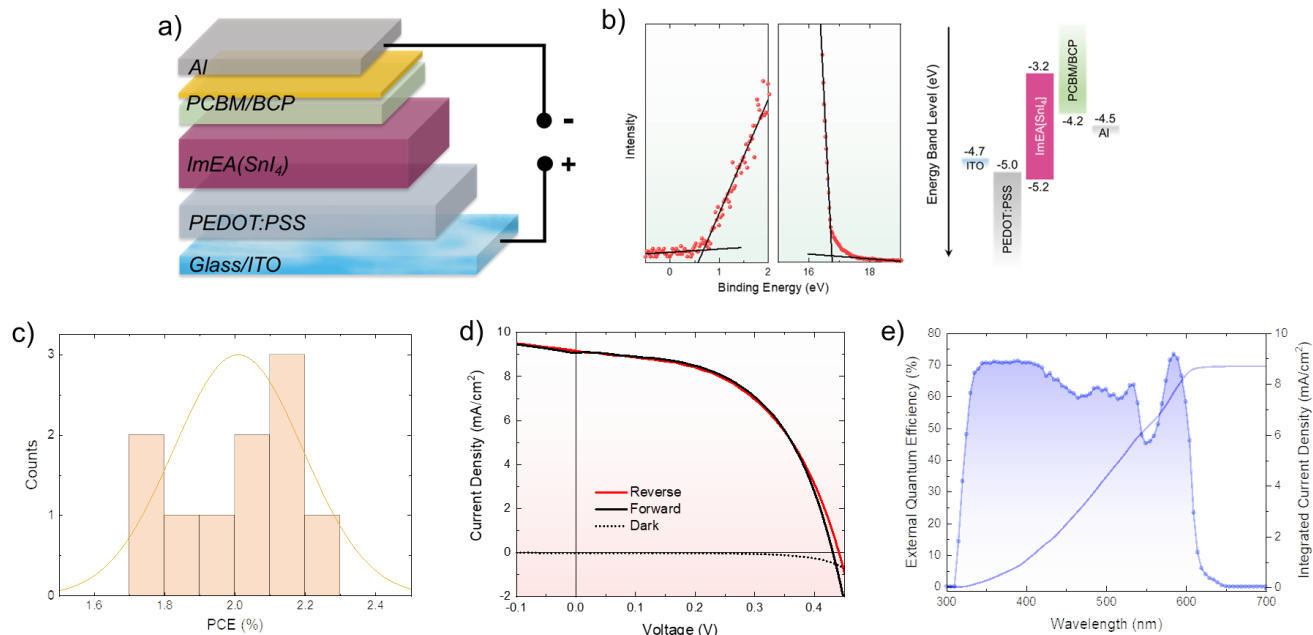 a)
Al
PCBM/BCP
ImEA(SnI₄)
PEDOT:PSS
Glass/ITO
-
+
b)
Intensity
0 1 2 16 18
Binding Energy (eV)
Energy Band Level (eV)
-4.7
ITO
-5.0
PEDOT:PSS
-3.2
ImEA[SnI₄]
-5.2
PCBM/BCP
-4.2
-4.5
Al
c)
Counts
3
2
1
0
1.6 1.8 2.0 2.2 2.4
PCE (%)
d)
Current Density (mA/cm²)
10
8
6
4
2
0
-2
Reverse
Forward
Dark
-0.1 0.0 0.1 0.2 0.3 0.4
Voltage (V)
e)
External Quantum Efficiency (%)
80
70
60
50
40
30
20
10
0
300 400 500 600 700
Wavelength (nm)
10
8
6
4
2
0
Integrated Current Density (mA/cm²)